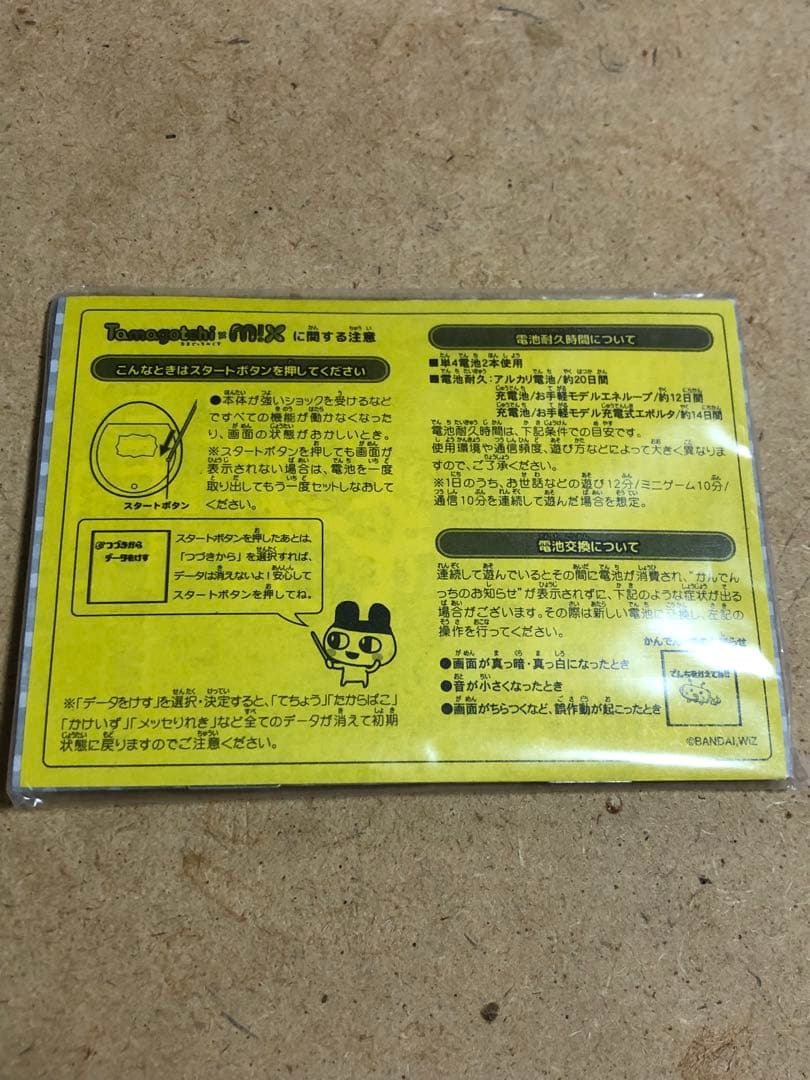 Tamagotchi m!x に関する注意
たまごっちみくす
こんなときはスタートボタンを押してください
●本体が強いショックを受けるなど
ですべての機能が働かなくなった
り、画面の状態がおかしいとき。
※スタートボタンを押しても画面が
表示されない場合は、電池を一度
取り出してもう一度セットしなおして
ください。
スタートボタン
つづきから
データをけす
スタートボタンを押したあとは、
「つづきから」を選択すれば、
データは消えないよ！安心して
スタートボタンを押してね。
※「データをけす」を選択・決定すると、「てちょう」「たからばこ」
「かけいず」「メッセりれき」など全てのデータが消えて初期
状態に戻りますのでご注意ください。
電池耐久時間について
■単4電池2本使用
■電池耐久:アルカリ電池/約20日間
充電池/お手軽モデルエネループ/約12日間
充電池/お手軽モデル充電式エボルタ/約14日間
電池耐久時間は、下記条件での目安です。
使用環境や通信頻度、遊び方などによって大きく異なりま
すので、ご了承ください。
※1日のうち、お世話などの遊び12分/ミニゲーム10分/
通信10分を連続して遊んだ場合を想定。
電池交換について
連続して遊んでいるとその間に電池が消費され、"かんでん
っちのお知らせ"が表示されずに、下記のような症状が出る
場合がございます。その際は新しい電池に交換し、左記の
操作を行ってください。
●画面が真っ暗・真っ白になったとき
●音が小さくなったとき
●画面がちらつくなど、誤作動が起こったとき
でんちをかえてね!!
©BANDAI,WiZ